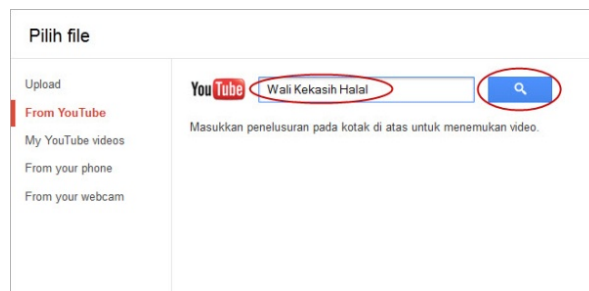 Pilih file
Upload
From YouTube
My YouTube videos
From your phone
From your webcam
YouTube
Wali Kekasih Halal
Masukkan penelusuran pada kotak di atas untuk menemukan video.